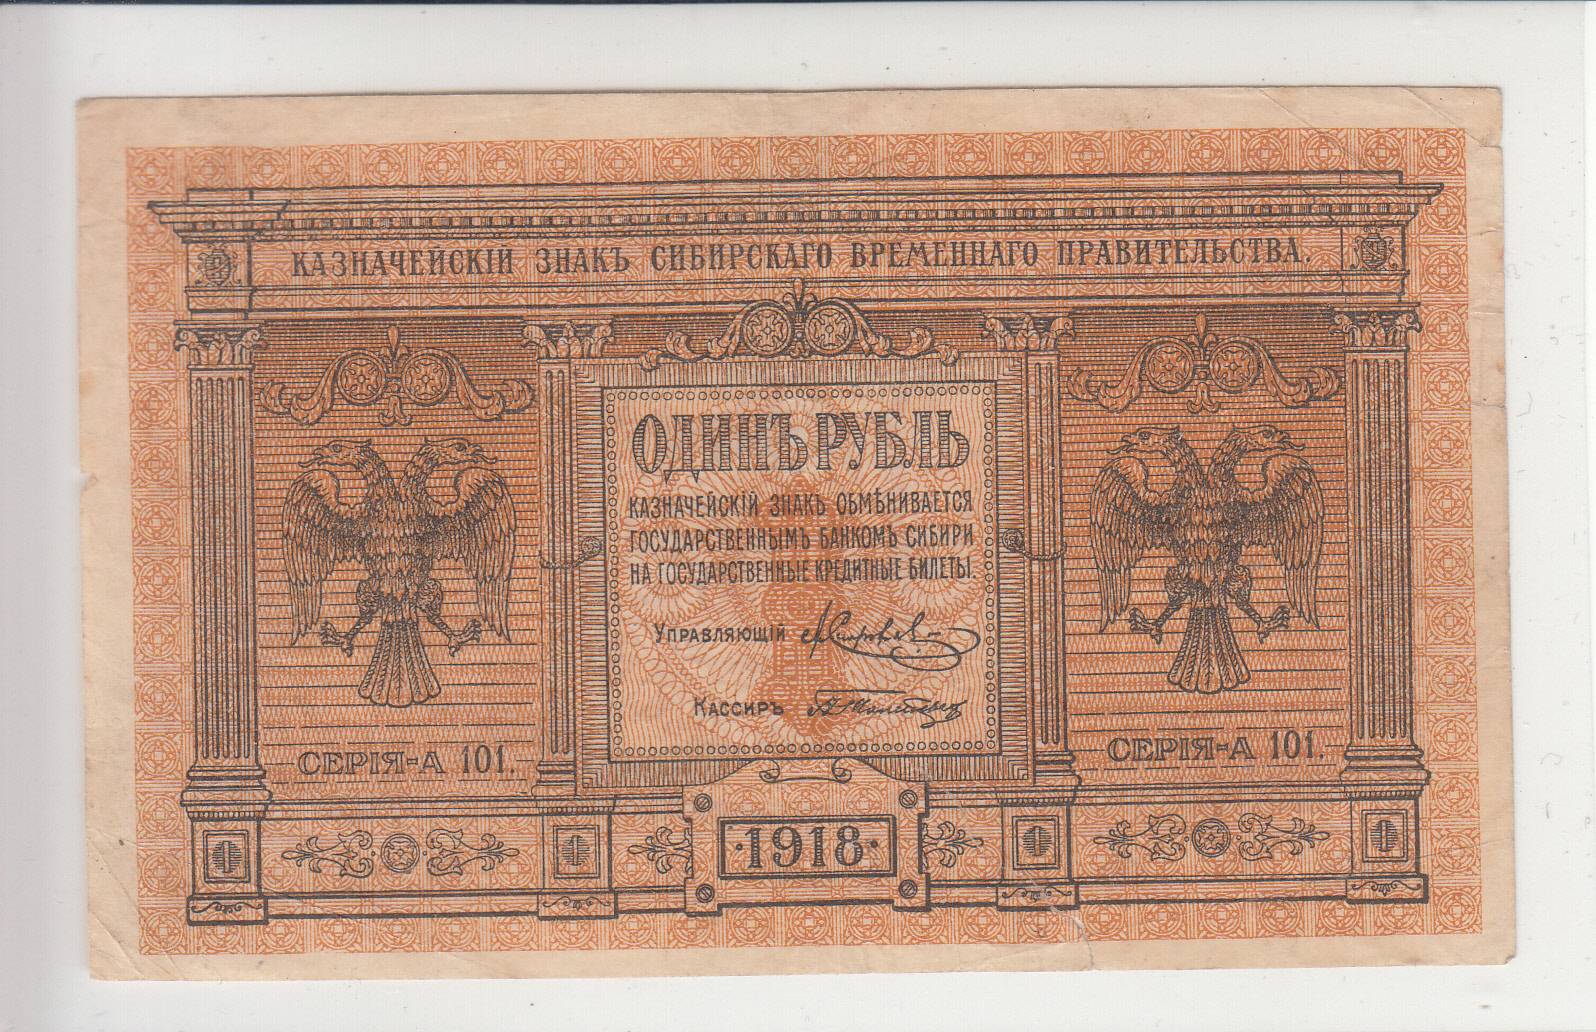 КАЗНАЧЕЙСКІЙ ЗНАКЪ СИБИРСКАГО ВРЕМЕННАГО ПРАВИТЕЛЬСТВА.
ОДИНЪ РУБЛЬ
КАЗНАЧЕЙСКІЙ ЗНАКЪ ОБМѢНИВАЕТСЯ
ГОСУДАРСТВЕННЫМЪ БАНКОМЪ СИБИРИ
НА ГОСУДАРСТВЕННЫЕ КРЕДИТНЫЕ БИЛЕТЫ.
УПРАВЛЯЮЩІЙ
КАССИРЪ
СЕРІЯ-А 101.
СЕРІЯ-А 101.
1
1
·1918·
1
1